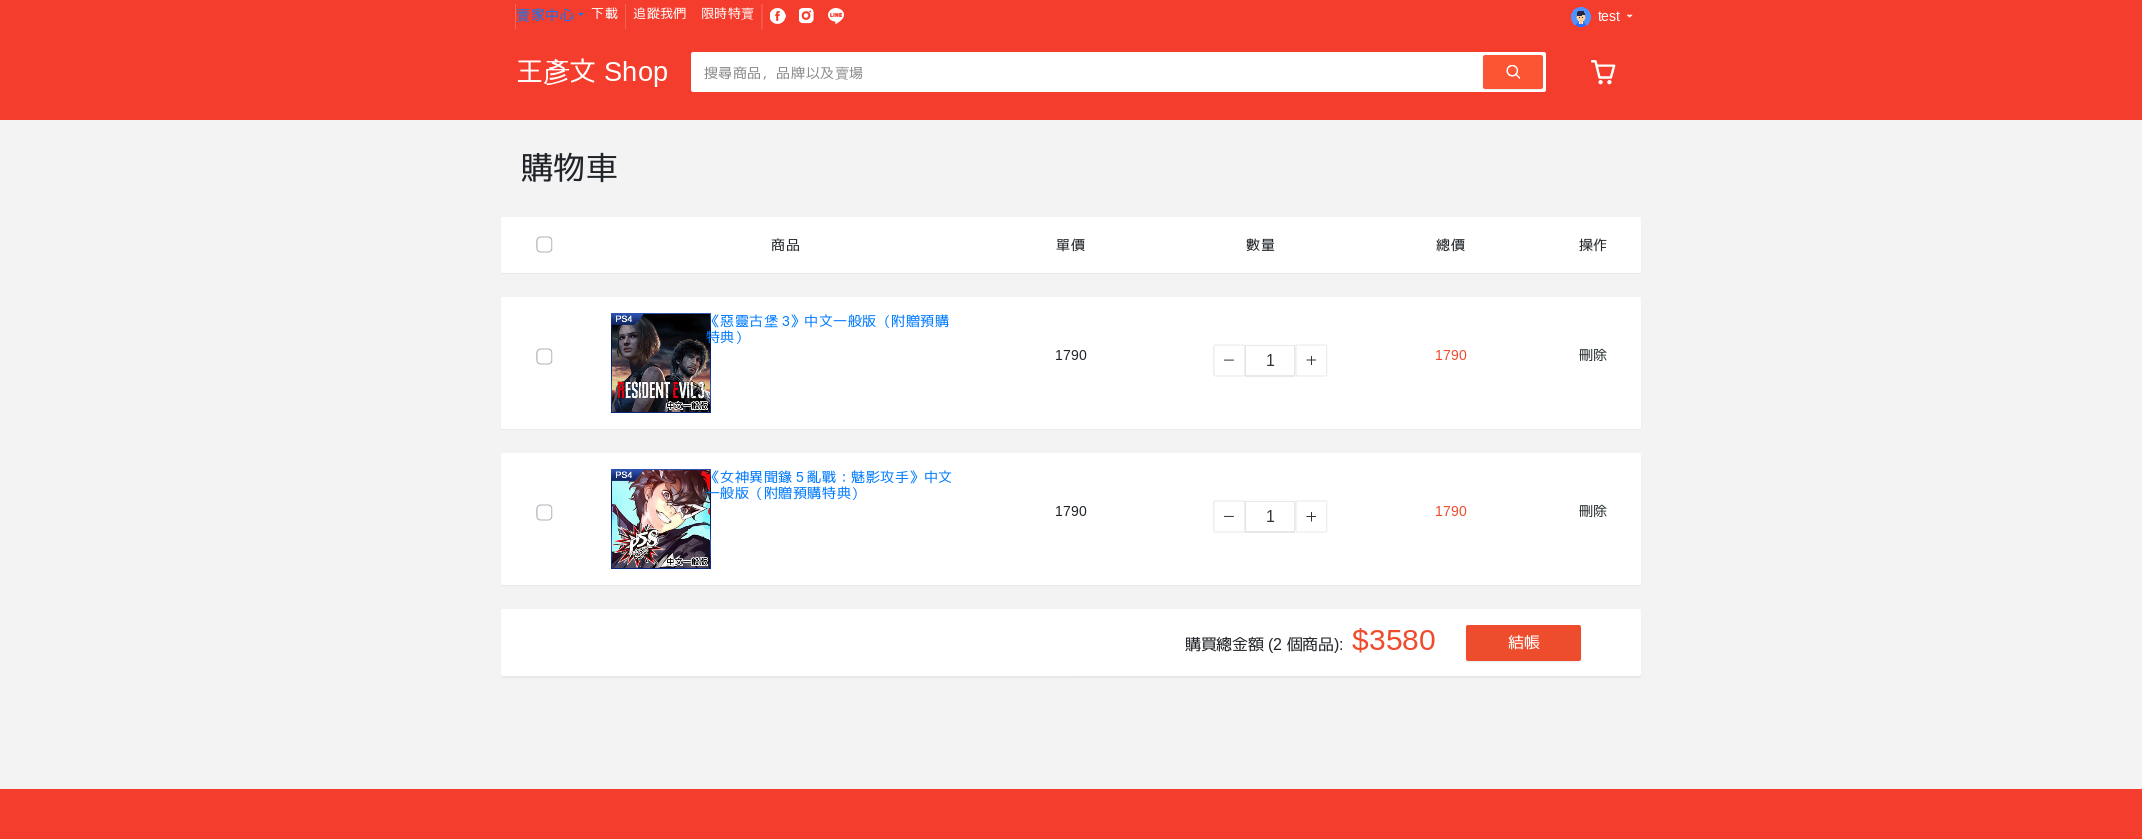 賣場中心 下載 追蹤我們 限時特賣 LINE test
王彥文 Shop 搜尋商品，品牌以及賣場
購物車
商品 單價 數量 總價 操作
PS4
《惡靈古堡 3》中文一般版（附贈預購
特典）
RESIDENT EVIL 3
中文一般版
1790 1 1790 刪除
PS4
《女神異聞錄 5 亂戰：魅影攻手》中文
一般版（附贈預購特典）
P5S
中文一般版
1790 1 1790 刪除
購買總金額 (2 個商品): $3580 結帳